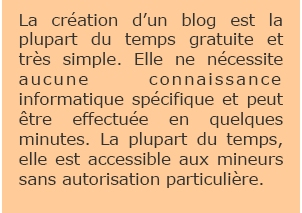 La création d’un blog est la
plupart du temps gratuite et
très simple. Elle ne nécessite
aucune connaissance
informatique spécifique et peut
être effectuée en quelques
minutes. La plupart du temps,
elle est accessible aux mineurs
sans autorisation particulière.